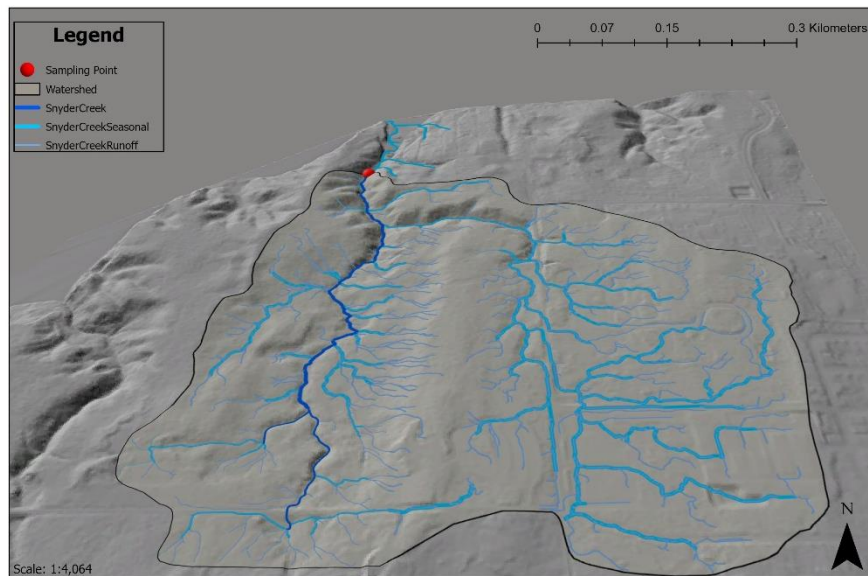 Legend
Sampling Point
Watershed
SnyderCreek
SnyderCreekSeasonal
SnyderCreekRunoff
0 0.07 0.15 0.3 Kilometers
N
Scale: 1:4,064